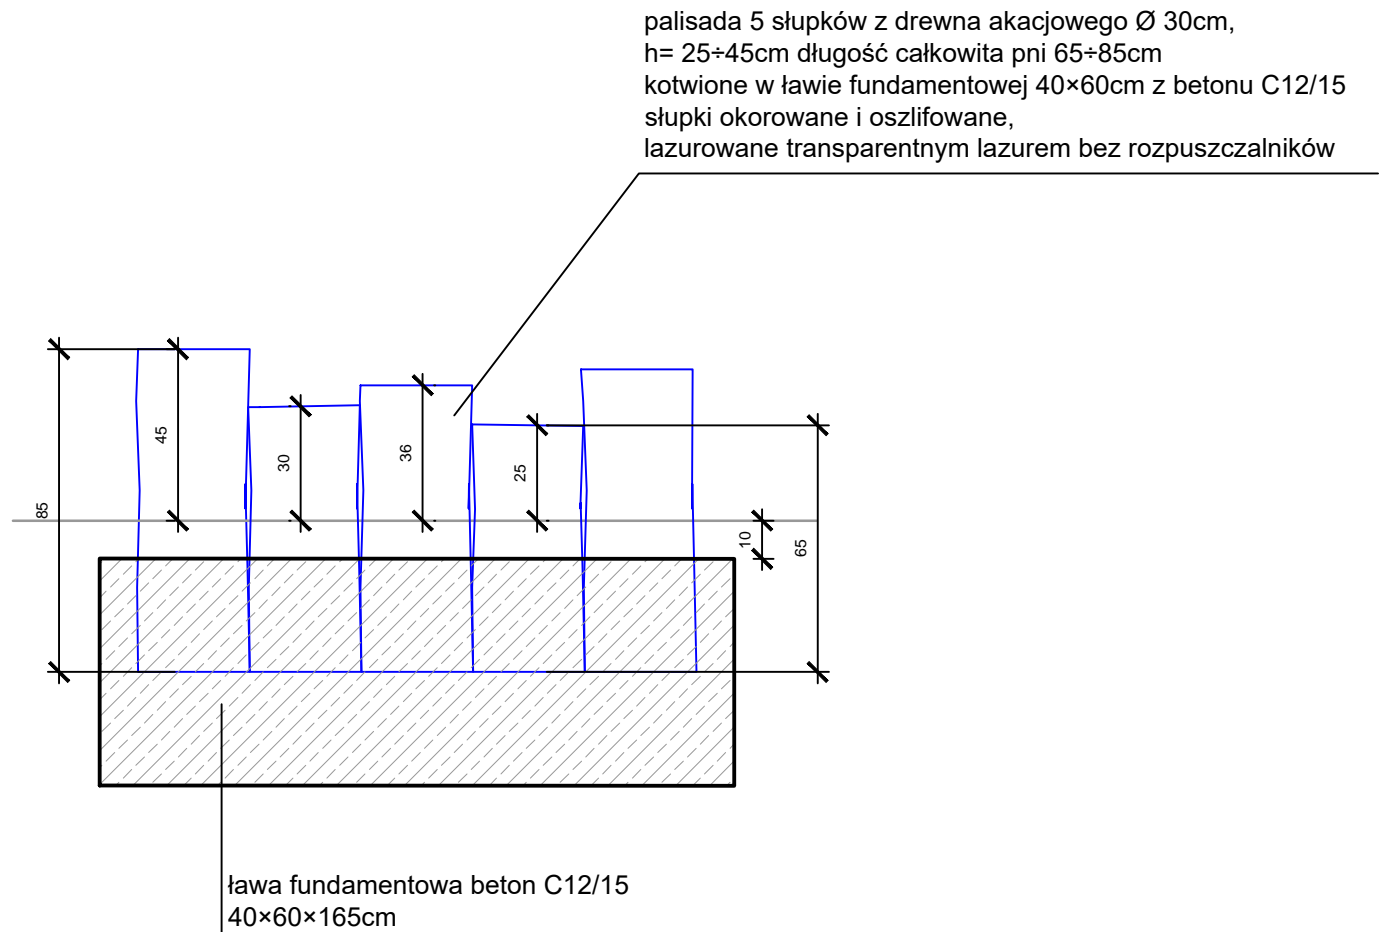 palisada 5 słupków z drewna akacjowego Ø 30cm,
h= 25÷45cm długość całkowita pni 65÷85cm
kotwione w ławie fundamentowej 40×60cm z betonu C12/15
słupki okorowane i oszlifowane,
lazurowane transparentnym lazurem bez rozpuszczalników
45
30
36
25
85
10
65
ława fundamentowa beton C12/15
40×60×165cm